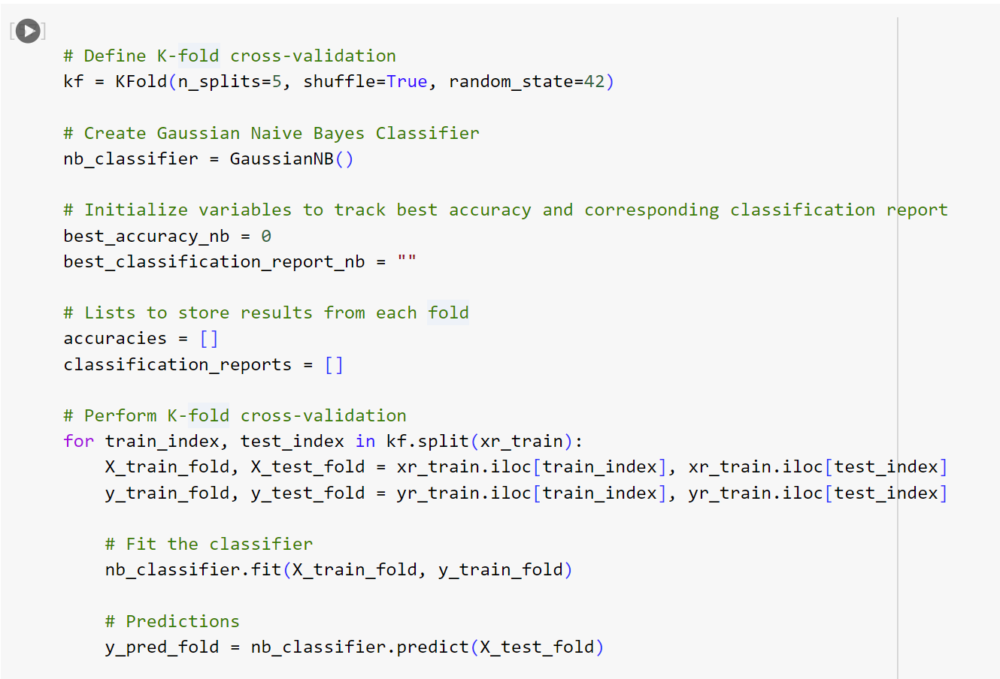 # Define K-fold cross-validation
kf = KFold(n_splits=5, shuffle=True, random_state=42)
# Create Gaussian Naive Bayes Classifier
nb_classifier = GaussianNB()
# Initialize variables to track best accuracy and corresponding classification report
best_accuracy_nb = 0
best_classification_report_nb = ""
# Lists to store results from each fold
accuracies = []
classification_reports = []
# Perform K-fold cross-validation
for train_index, test_index in kf.split(xr_train):
    X_train_fold, X_test_fold = xr_train.iloc[train_index], xr_train.iloc[test_index]
    y_train_fold, y_test_fold = yr_train.iloc[train_index], yr_train.iloc[test_index]
    # Fit the classifier
    nb_classifier.fit(X_train_fold, y_train_fold)
    # Predictions
    y_pred_fold = nb_classifier.predict(X_test_fold)